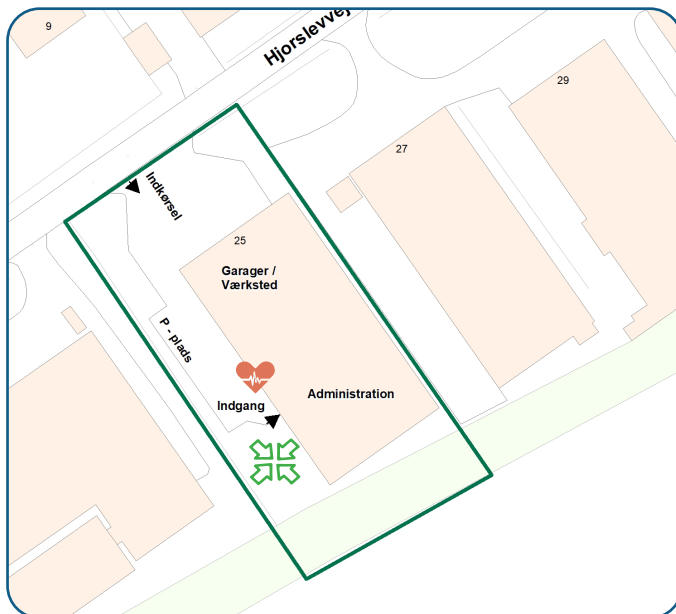 9
Hjorslevvej
29
27
Indkørsel
25
Garager /
Værksted
P - plads
Administration
Indgang